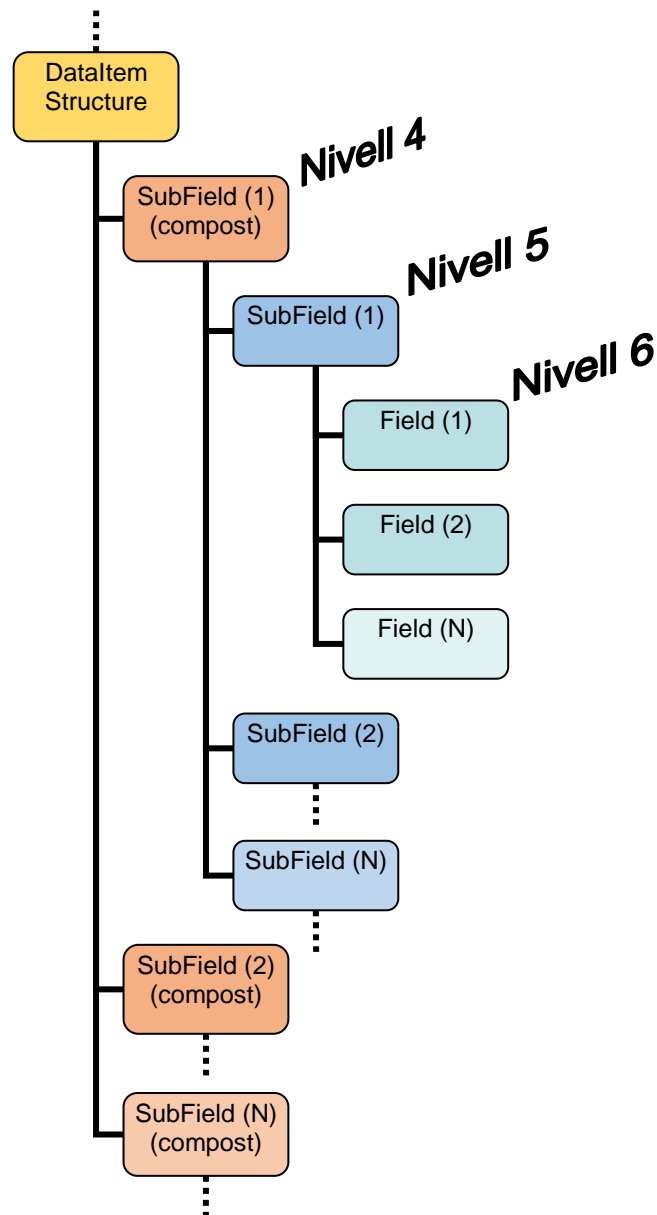 DataItem
Structure
Nivell 4
SubField (1)
(compost)
Nivell 5
SubField (1)
Nivell 6
Field (1)
Field (2)
Field (N)
SubField (2)
SubField (N)
SubField (2)
(compost)
SubField (N)
(compost)